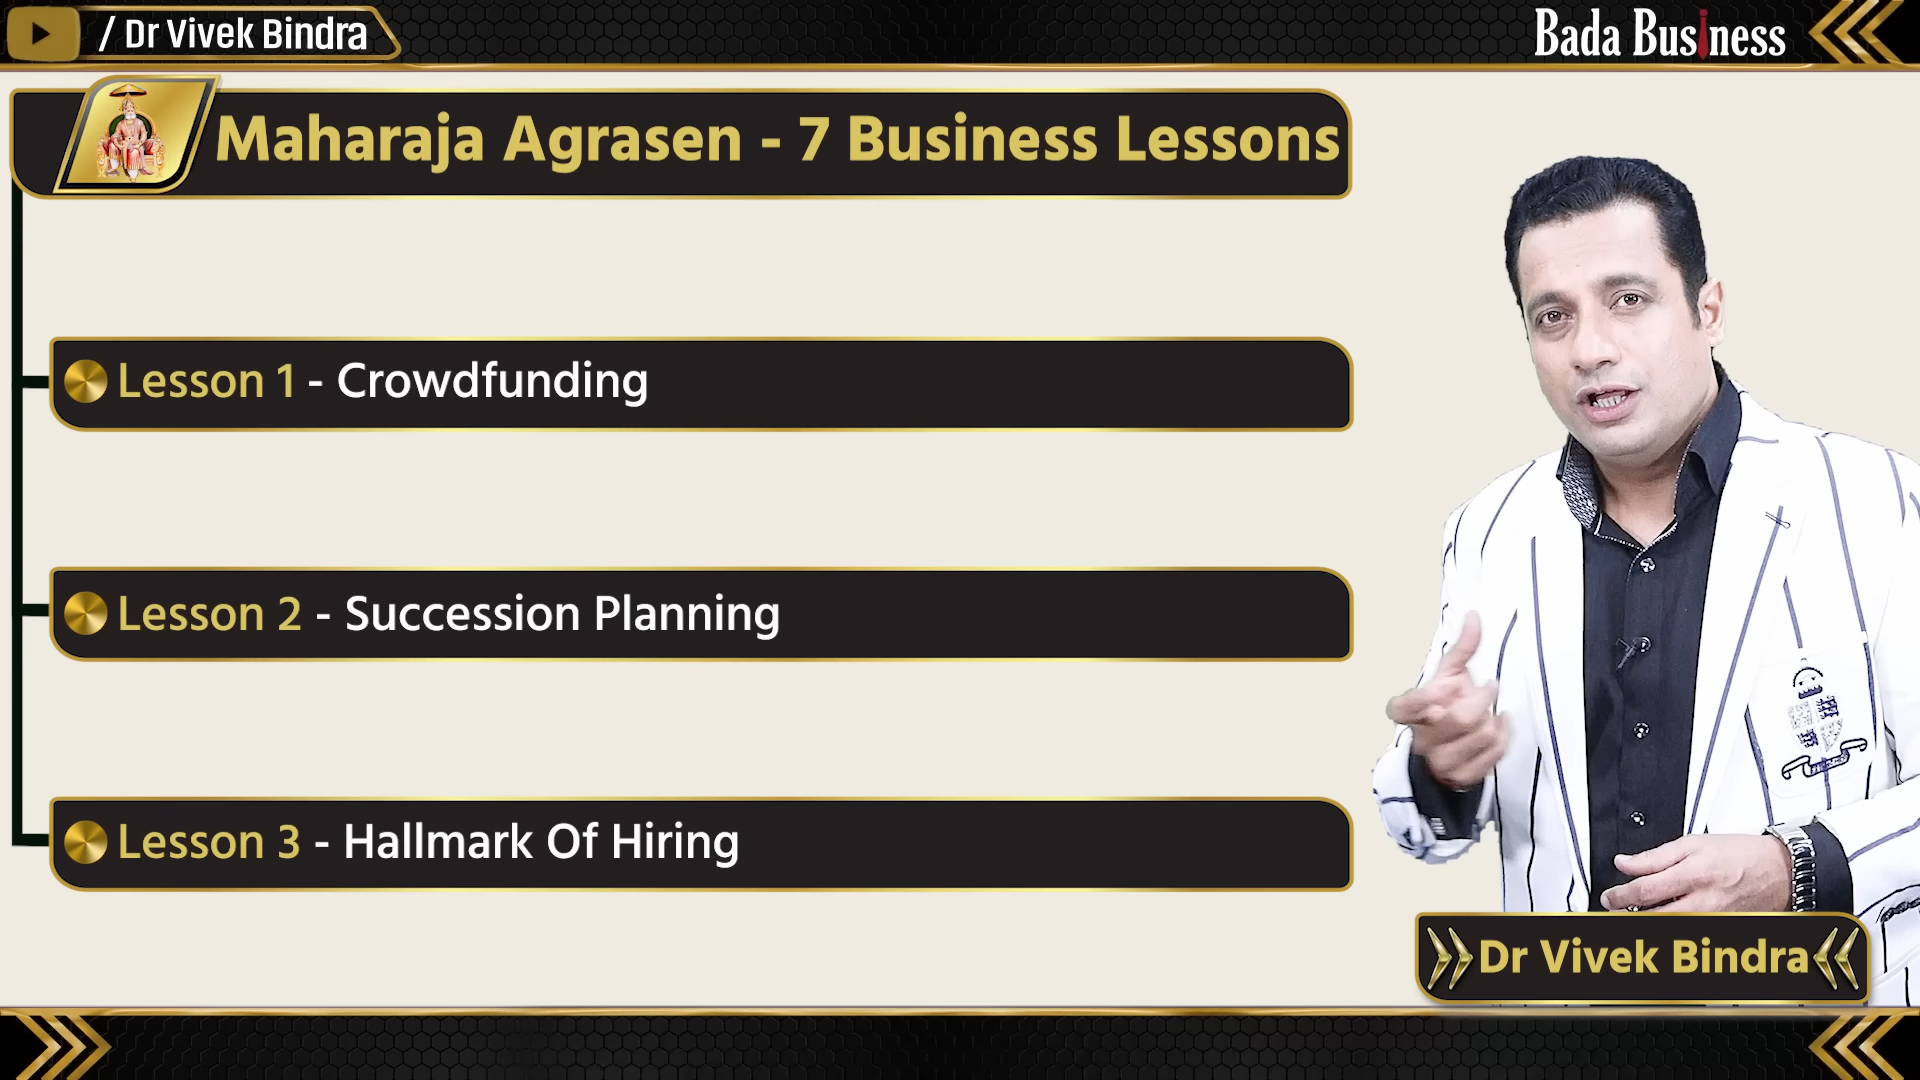 / Dr Vivek Bindra
Bada Business
Maharaja Agrasen - 7 Business Lessons
Lesson 1 - Crowdfunding
Lesson 2 - Succession Planning
Lesson 3 - Hallmark Of Hiring
Dr Vivek Bindra